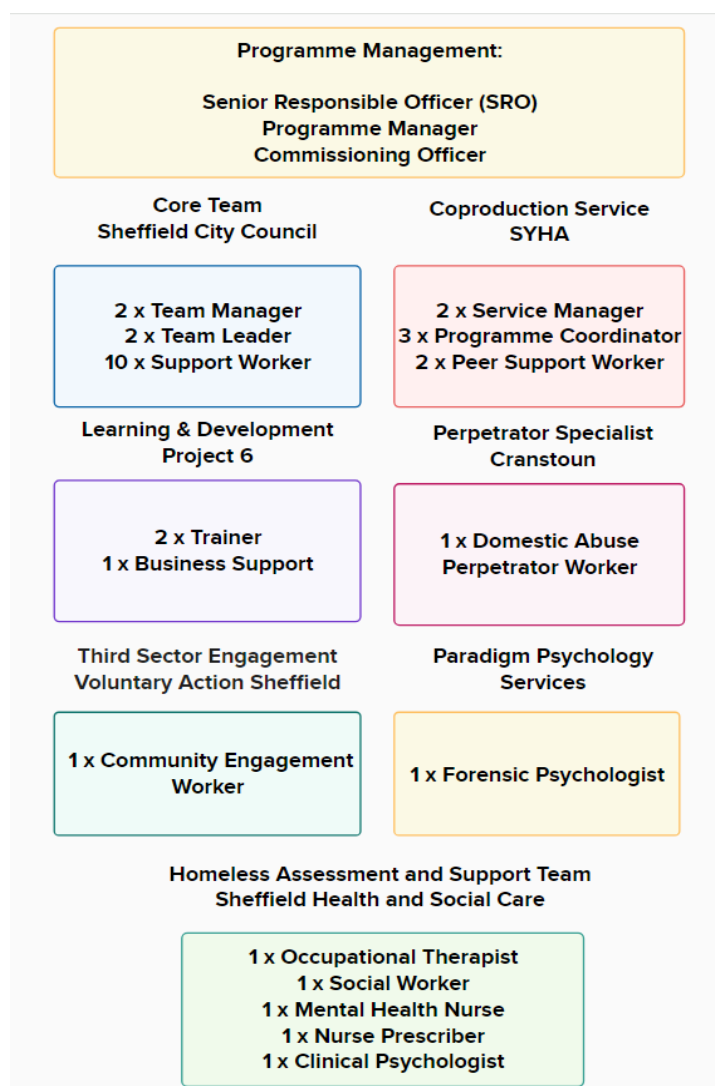 Programme Management:
Senior Responsible Officer (SRO)
Programme Manager
Commissioning Officer
Core Team
Sheffield City Council
2 x Team Manager
2 x Team Leader
10 x Support Worker
Coproduction Service
SYHA
2 x Service Manager
3 x Programme Coordinator
2 x Peer Support Worker
Learning & Development
Project 6
2 x Trainer
1 x Business Support
Perpetrator Specialist
Cranstoun
1 x Domestic Abuse
Perpetrator Worker
Third Sector Engagement
Voluntary Action Sheffield
1 x Community Engagement
Worker
Paradigm Psychology
Services
1 x Forensic Psychologist
Homeless Assessment and Support Team
Sheffield Health and Social Care
1 x Occupational Therapist
1 x Social Worker
1 x Mental Health Nurse
1 x Nurse Prescriber
1 x Clinical Psychologist